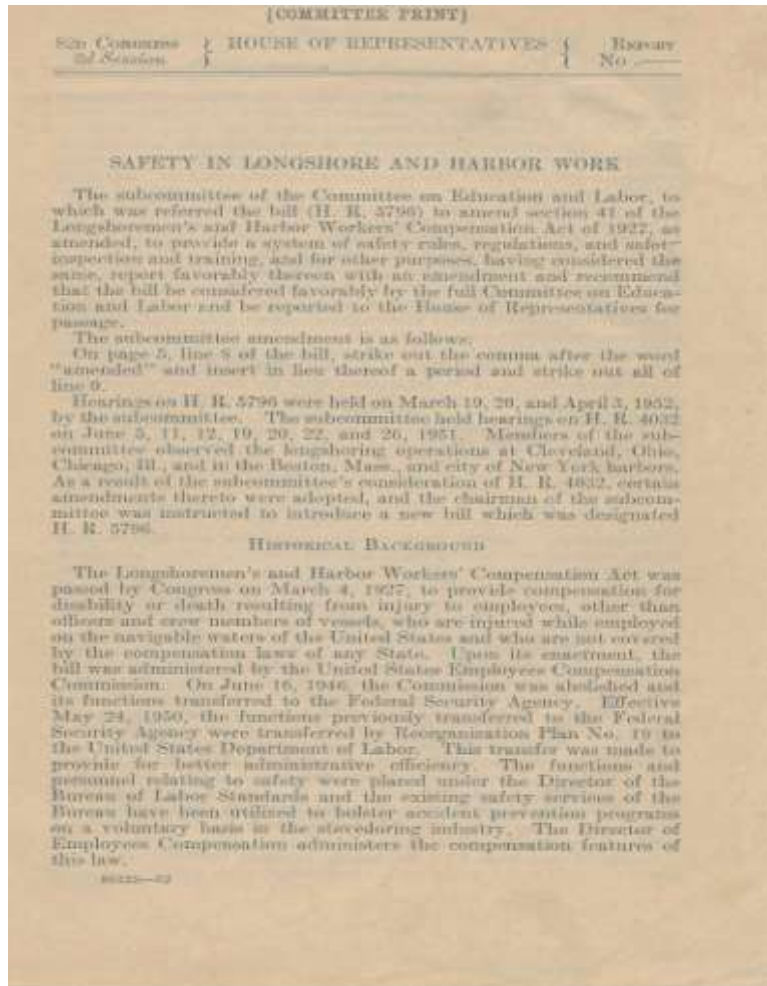 [COMMITTEE PRINT]
82D CONGRESS
2d Session
HOUSE OF REPRESENTATIVES
REPORT
No.
SAFETY IN LONGSHORE AND HARBOR WORK
The subcommittee of the Committee on Education and Labor, to
which was referred the bill (H. R. 5796) to amend section 41 of the
Longshoremen's and Harbor Workers' Compensation Act of 1927, as
amended, to provide a system of safety rules, regulations, and safet
inspection and training, and for other purposes, having considered the
same, report favorably thereon with an amendment and recommend
that the bill be considered favorably by the full Committee on Educa-
tion and Labor and be reported to the House of Representatives for
passage.
The subcommittee amendment is as follows:
On page 5, line 8 of the bill, strike out the comma after the word
"amended" and insert in lieu thereof a period and strike out all of
line 9.
Hearings on H. R. 5796 were held on March 19, 20, and April 3, 1952,
by the subcommittee. The subcommittee held hearings on H. R. 4032
on June 5, 11, 12, 19, 20, 22, and 26, 1951. Members of the sub-
committee observed the longshoring operations at Cleveland, Ohio,
Chicago, Ill., and in the Boston, Mass., and city of New York harbors.
As a result of the subcommittee's consideration of H. R. 4032, certain
amendments thereto were adopted, and the chairman of the subcom-
mittee was instructed to introduce a new bill which was designated
H. R. 5796.
HISTORICAL BACKGROUND
The Longshoremen's and Harbor Workers' Compensation Act was
passed by Congress on March 4, 1927, to provide compensation for
disability or death resulting from injury to employees, other than
officers and crew members of vessels, who are injured while employed
on the navigable waters of the United States and who are not covered
by the compensation laws of any State. Upon its enactment, the
bill was administered by the United States Employees Compensation
Commission. On June 16, 1946, the Commission was abolished and
its functions transferred to the Federal Security Agency. Effective
May 24, 1950, the functions previously transferred to the Federal
Security Agency were transferred by Reorganization Plan No. 19 to
the United States Department of Labor. This transfer was made to
provide for better administrative efficiency. The functions and
personnel relating to safety were placed under the Director of the
Bureau of Labor Standards and the existing safety services of the
Bureau have been utilized to bolster accident prevention programs
on a voluntary basis in the stevedoring industry. The Director of
Employees Compensation administers the compensation features of
this law.